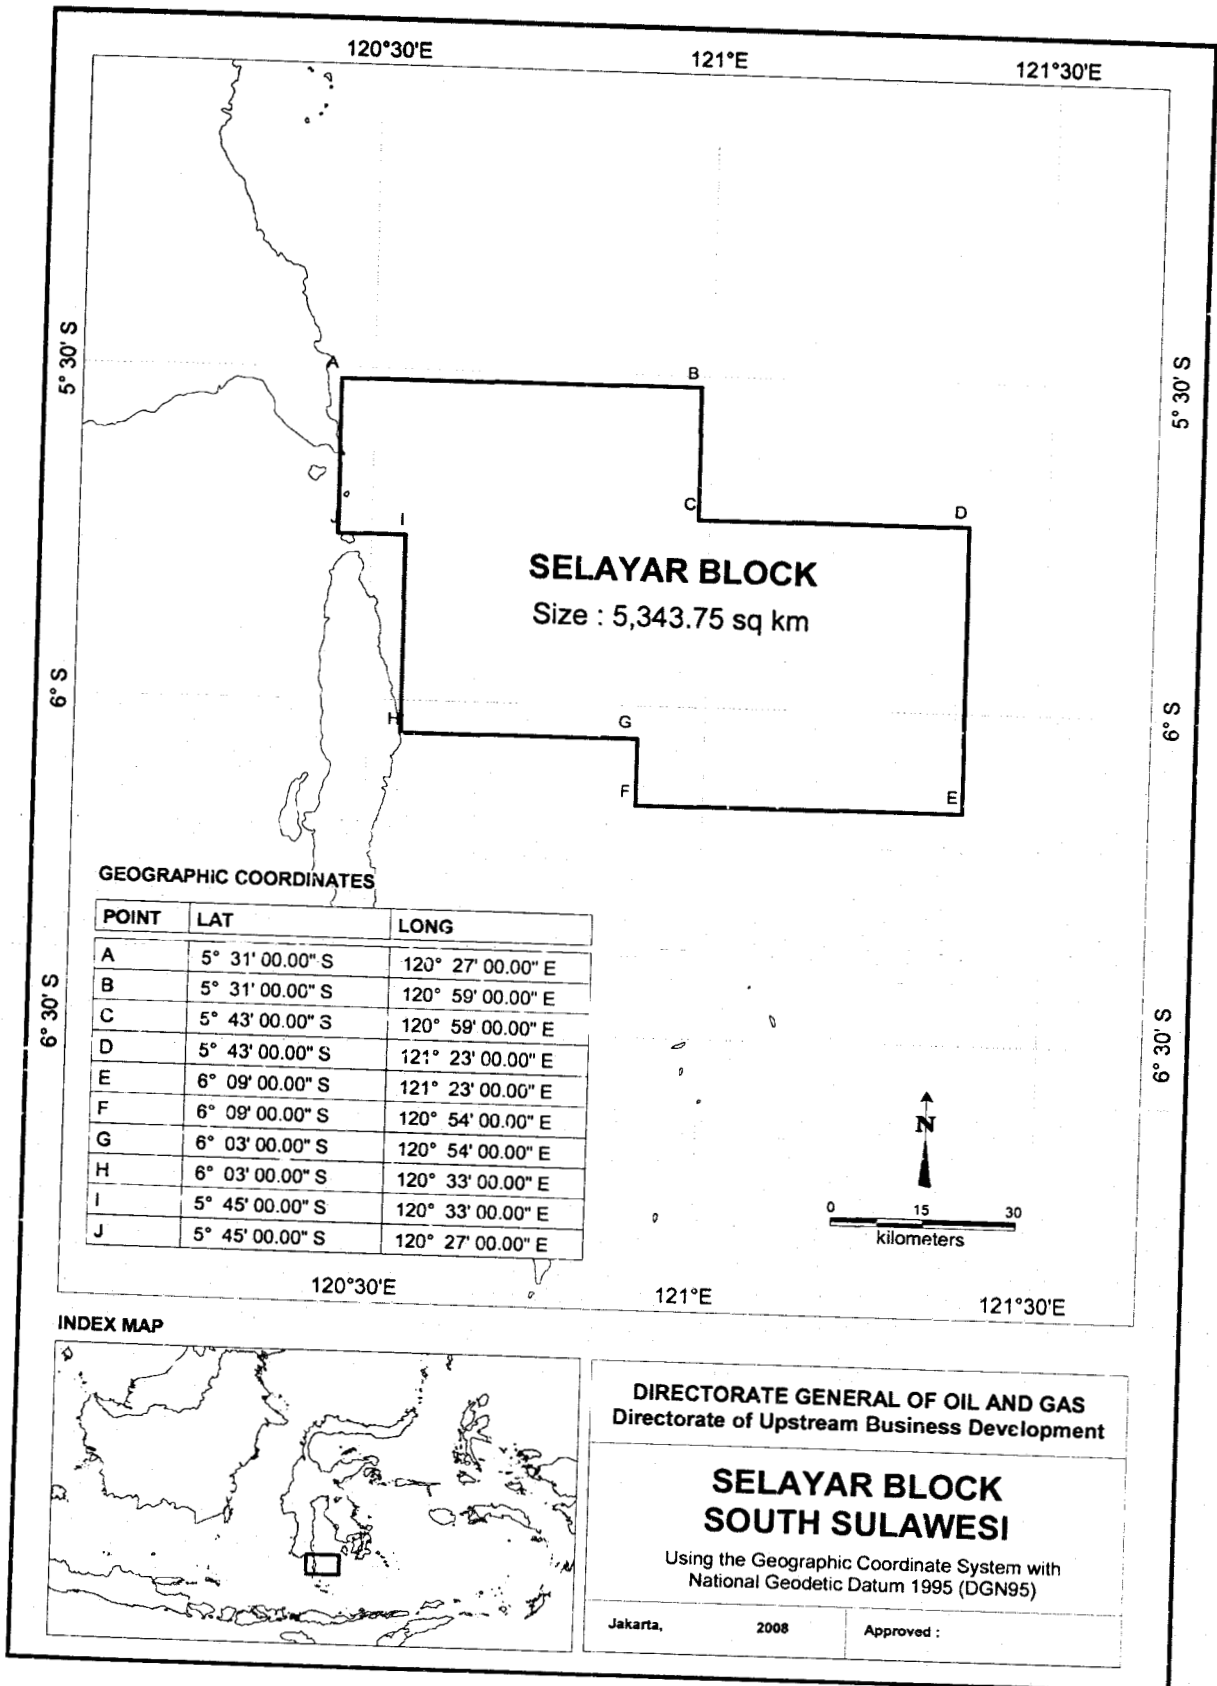 120°30'E 121°E 121°30'E
5° 30' S
5° 30' S
A
B
C
D
J
I
SELAYAR BLOCK
Size : 5,343.75 sq km
6° S
6° S
H
G
F
E
GEOGRAPHIC COORDINATES
POINT LAT LONG
A 5° 31' 00.00" S 120° 27' 00.00" E
B 5° 31' 00.00" S 120° 59' 00.00" E
C 5° 43' 00.00" S 120° 59' 00.00" E
D 5° 43' 00.00" S 121° 23' 00.00" E
E 6° 09' 00.00" S 121° 23' 00.00" E
F 6° 09' 00.00" S 120° 54' 00.00" E
G 6° 03' 00.00" S 120° 54' 00.00" E
H 6° 03' 00.00" S 120° 33' 00.00" E
I 5° 45' 00.00" S 120° 33' 00.00" E
J 5° 45' 00.00" S 120° 27' 00.00" E
6° 30' S
6° 30' S
N
0 15 30
kilometers
120°30'E 121°E 121°30'E
INDEX MAP
DIRECTORATE GENERAL OF OIL AND GAS
Directorate of Upstream Business Development
SELAYAR BLOCK
SOUTH SULAWESI
Using the Geographic Coordinate System with
National Geodetic Datum 1995 (DGN95)
Jakarta, 2008 Approved :